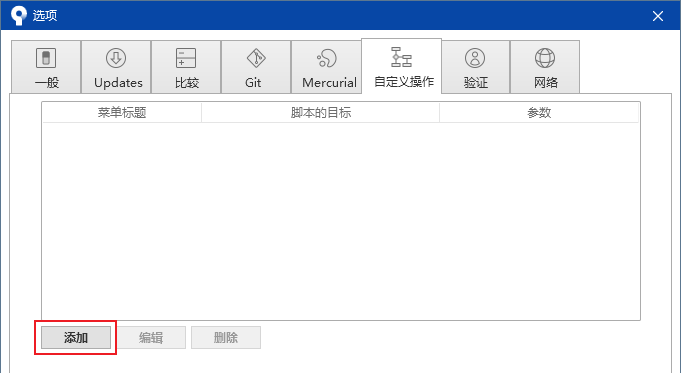 选项
一般 Updates 比较 Git Mercurial 自定义操作 验证 网络
菜单标题 脚本的目标 参数
添加 编辑 删除